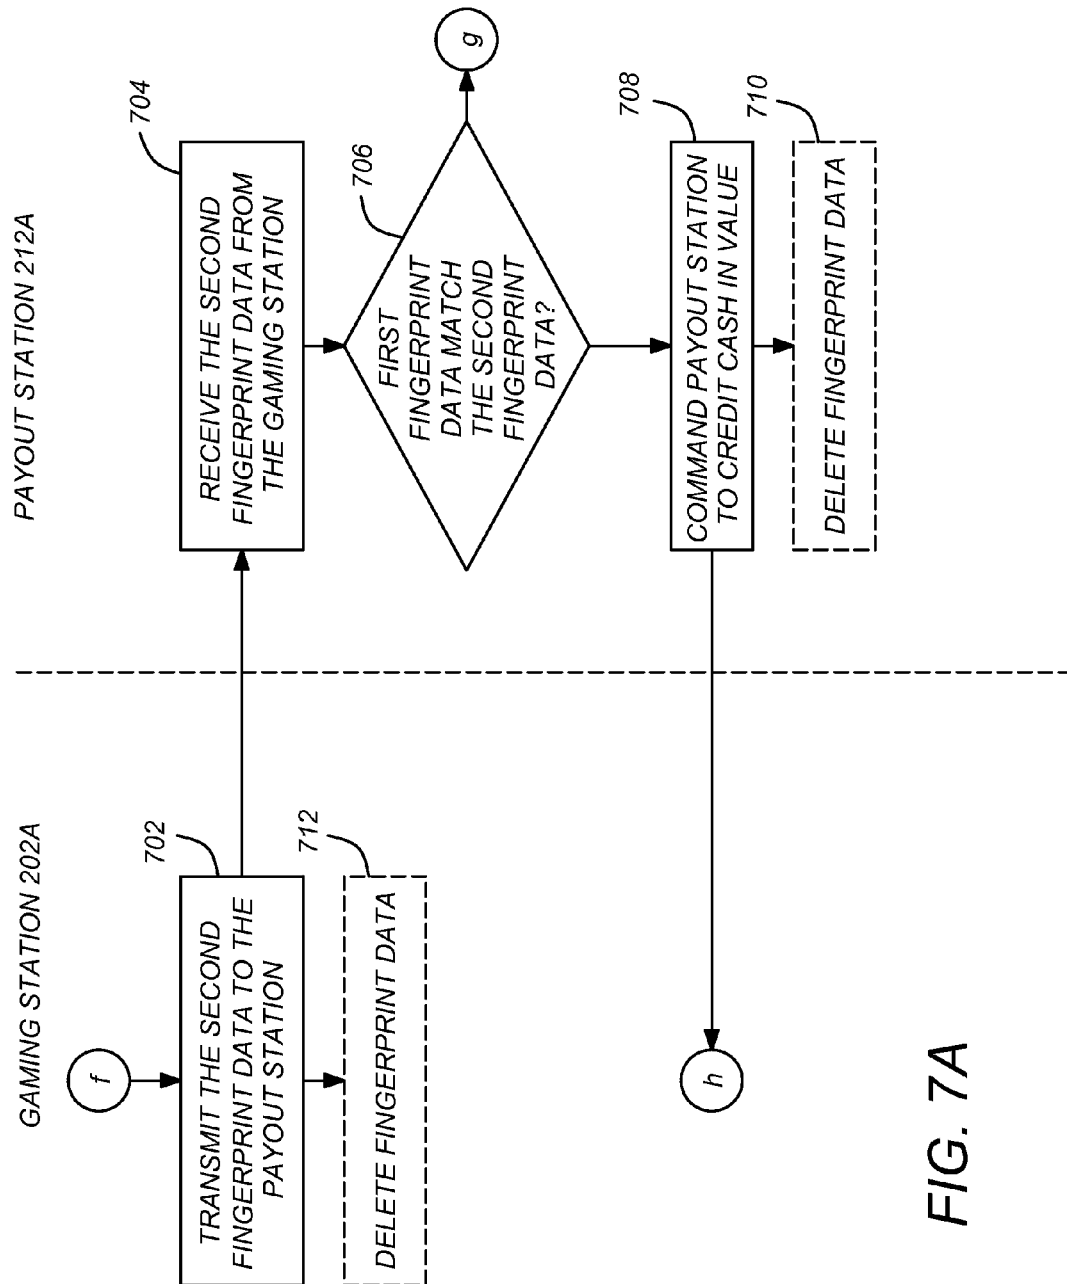 GAMING STATION 202A
f
702
TRANSMIT THE SECOND
FINGERPRINT DATA TO THE
PAYOUT STATION
712
DELETE FINGERPRINT DATA
h
PAYOUT STATION 212A
704
RECEIVE THE SECOND
FINGERPRINT DATA FROM
THE GAMING STATION
706
FIRST
FINGERPRINT
DATA MATCH
THE SECOND
FINGERPRINT
DATA?
g
708
COMMAND PAYOUT STATION
TO CREDIT CASH IN VALUE
710
DELETE FINGERPRINT DATA
FIG. 7A